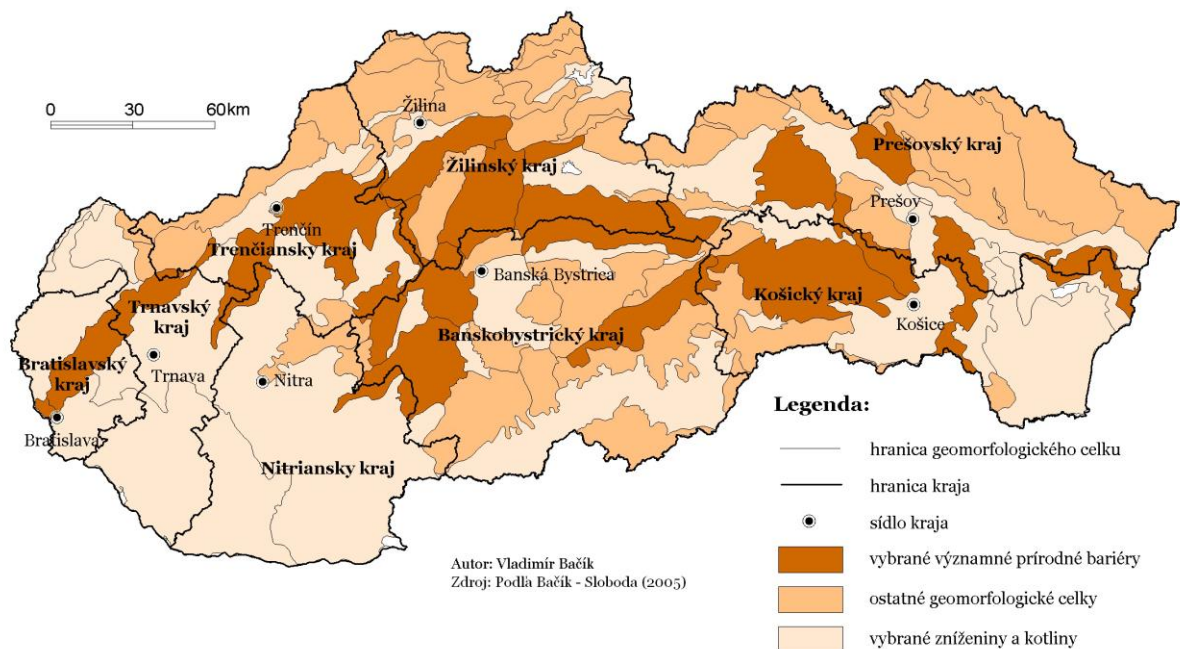 0 30 60km
Žilina
Žilinský kraj
Prešovský kraj
Prešov
Trenčín
Trenčiansky kraj
Banská Bystrica
Trnavský
kraj
Košický kraj
Košice
Banskobystrický kraj
Bratislavský
kraj
Trnava
Nitra
Bratislava
Nitriansky kraj
Legenda:
hranica geomorfologického celku
hranica kraja
sídlo kraja
vybrané významné prírodné bariéry
ostatné geomorfologické celky
vybrané zníženiny a kotliny
Autor: Vladimír Bačík
Zdroj: Podľa Bačík - Sloboda (2005)